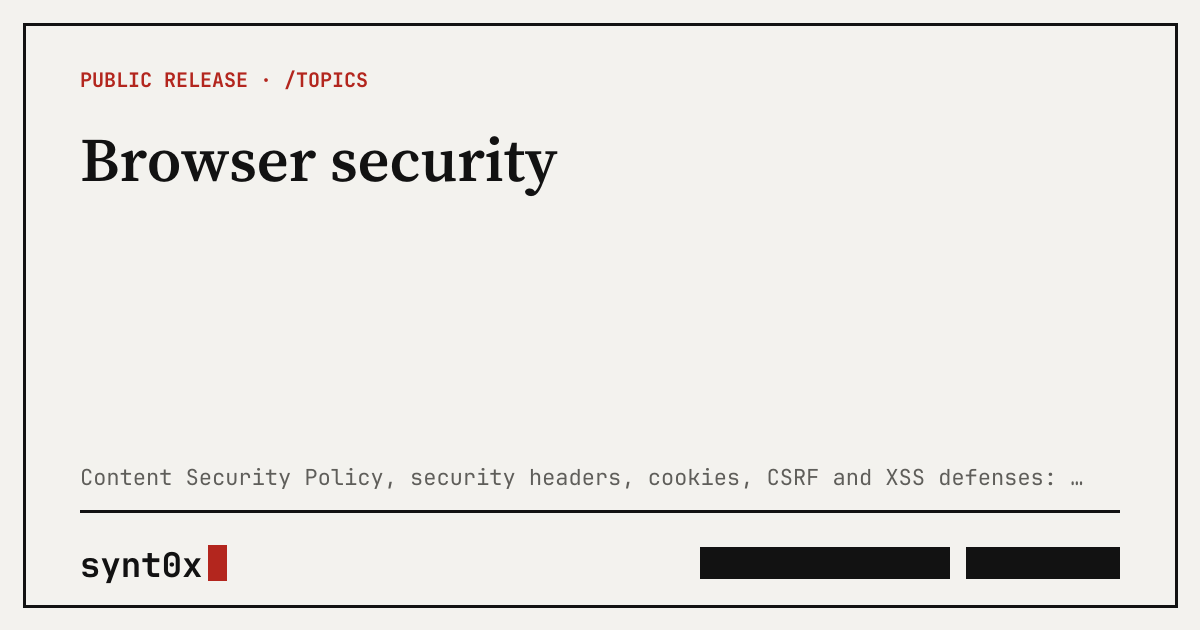 PUBLIC RELEASE · /TOPICS
Browser security
Content Security Policy, security headers, cookies, CSRF and XSS defenses: …
synt0x